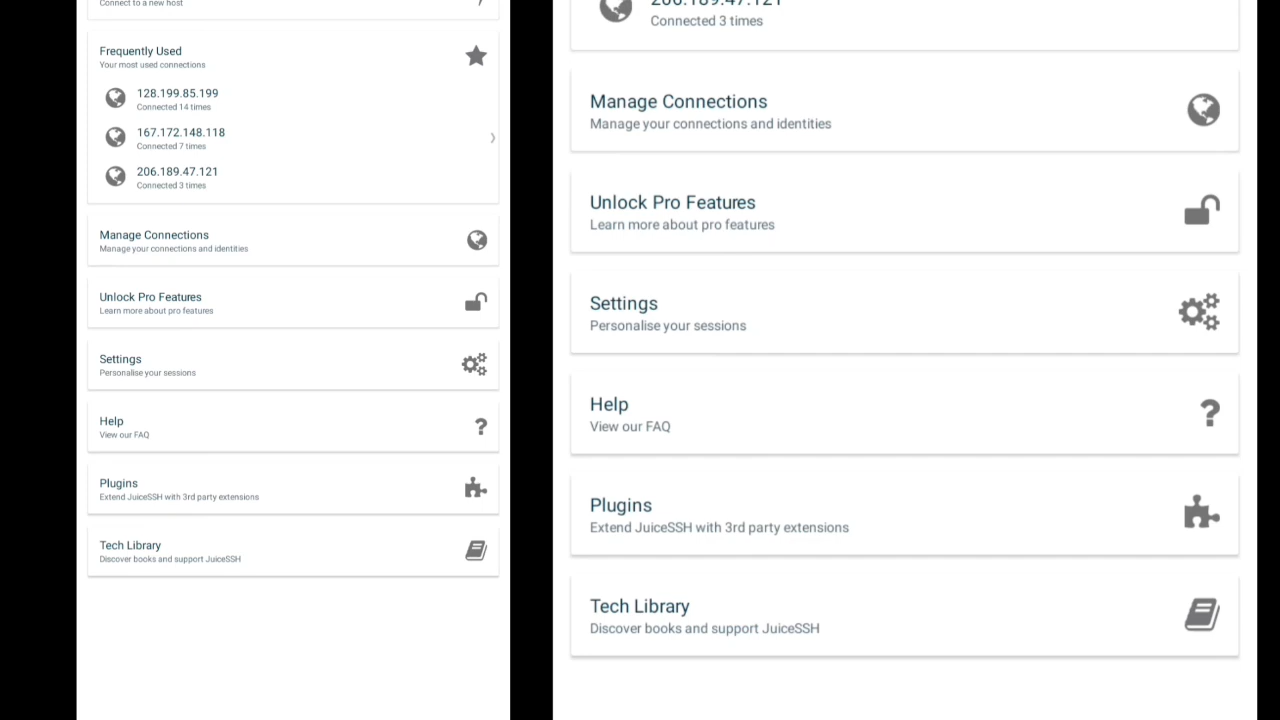 Connect to a new host
Frequently Used
Your most used connections
128.199.85.199
Connected 14 times
167.172.148.118
Connected 7 times
206.189.47.121
Connected 3 times
Manage Connections
Manage your connections and identities
Unlock Pro Features
Learn more about pro features
Settings
Personalise your sessions
Help
View our FAQ
Plugins
Extend JuiceSSH with 3rd party extensions
Tech Library
Discover books and support JuiceSSH
206.189.47.121
Connected 3 times
Manage Connections
Manage your connections and identities
Unlock Pro Features
Learn more about pro features
Settings
Personalise your sessions
Help
View our FAQ
Plugins
Extend JuiceSSH with 3rd party extensions
Tech Library
Discover books and support JuiceSSH